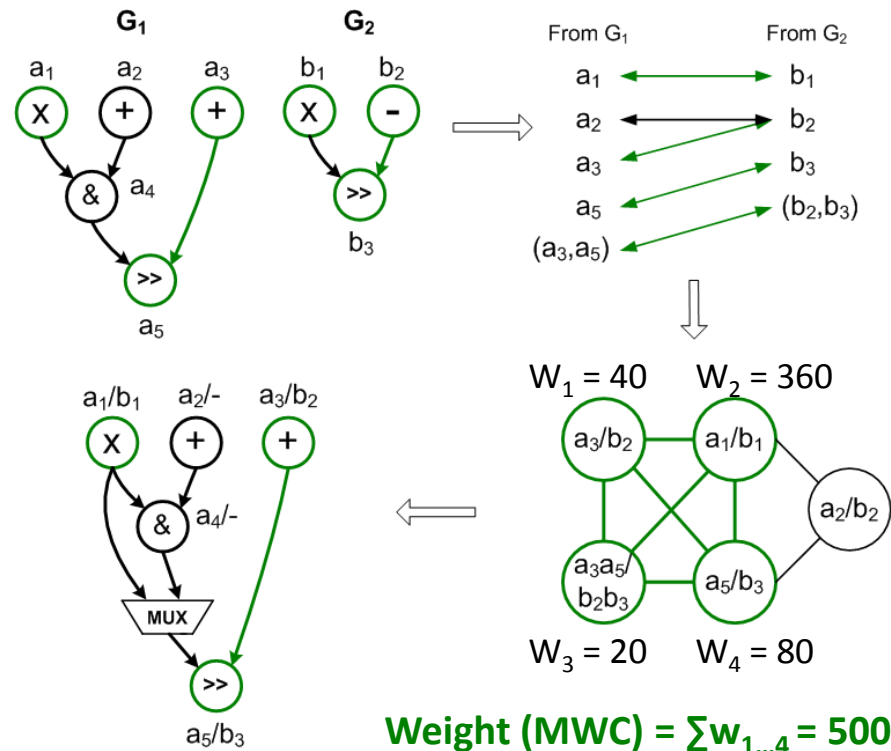 G₁ G₂
a₁ a₂ a₃ b₁ b₂
x + + x -
& a₄
>>
b₃
>>
a₅
From G₁ From G₂
a₁ b₁
a₂ b₂
a₃ b₃
a₅ (b₂,b₃)
(a₃,a₅)
W₁ = 40 W₂ = 360
a₃/b₂ a₁/b₁
a₂/b₂
a₃a₅/
b₂b₃
a₅/b₃
W₃ = 20 W₄ = 80
Weight (MWC) = ∑w₁...₄ = 500
a₁/b₁ a₂/- a₃/b₂
x + +
& a₄/-
MUX
>>
a₅/b₃